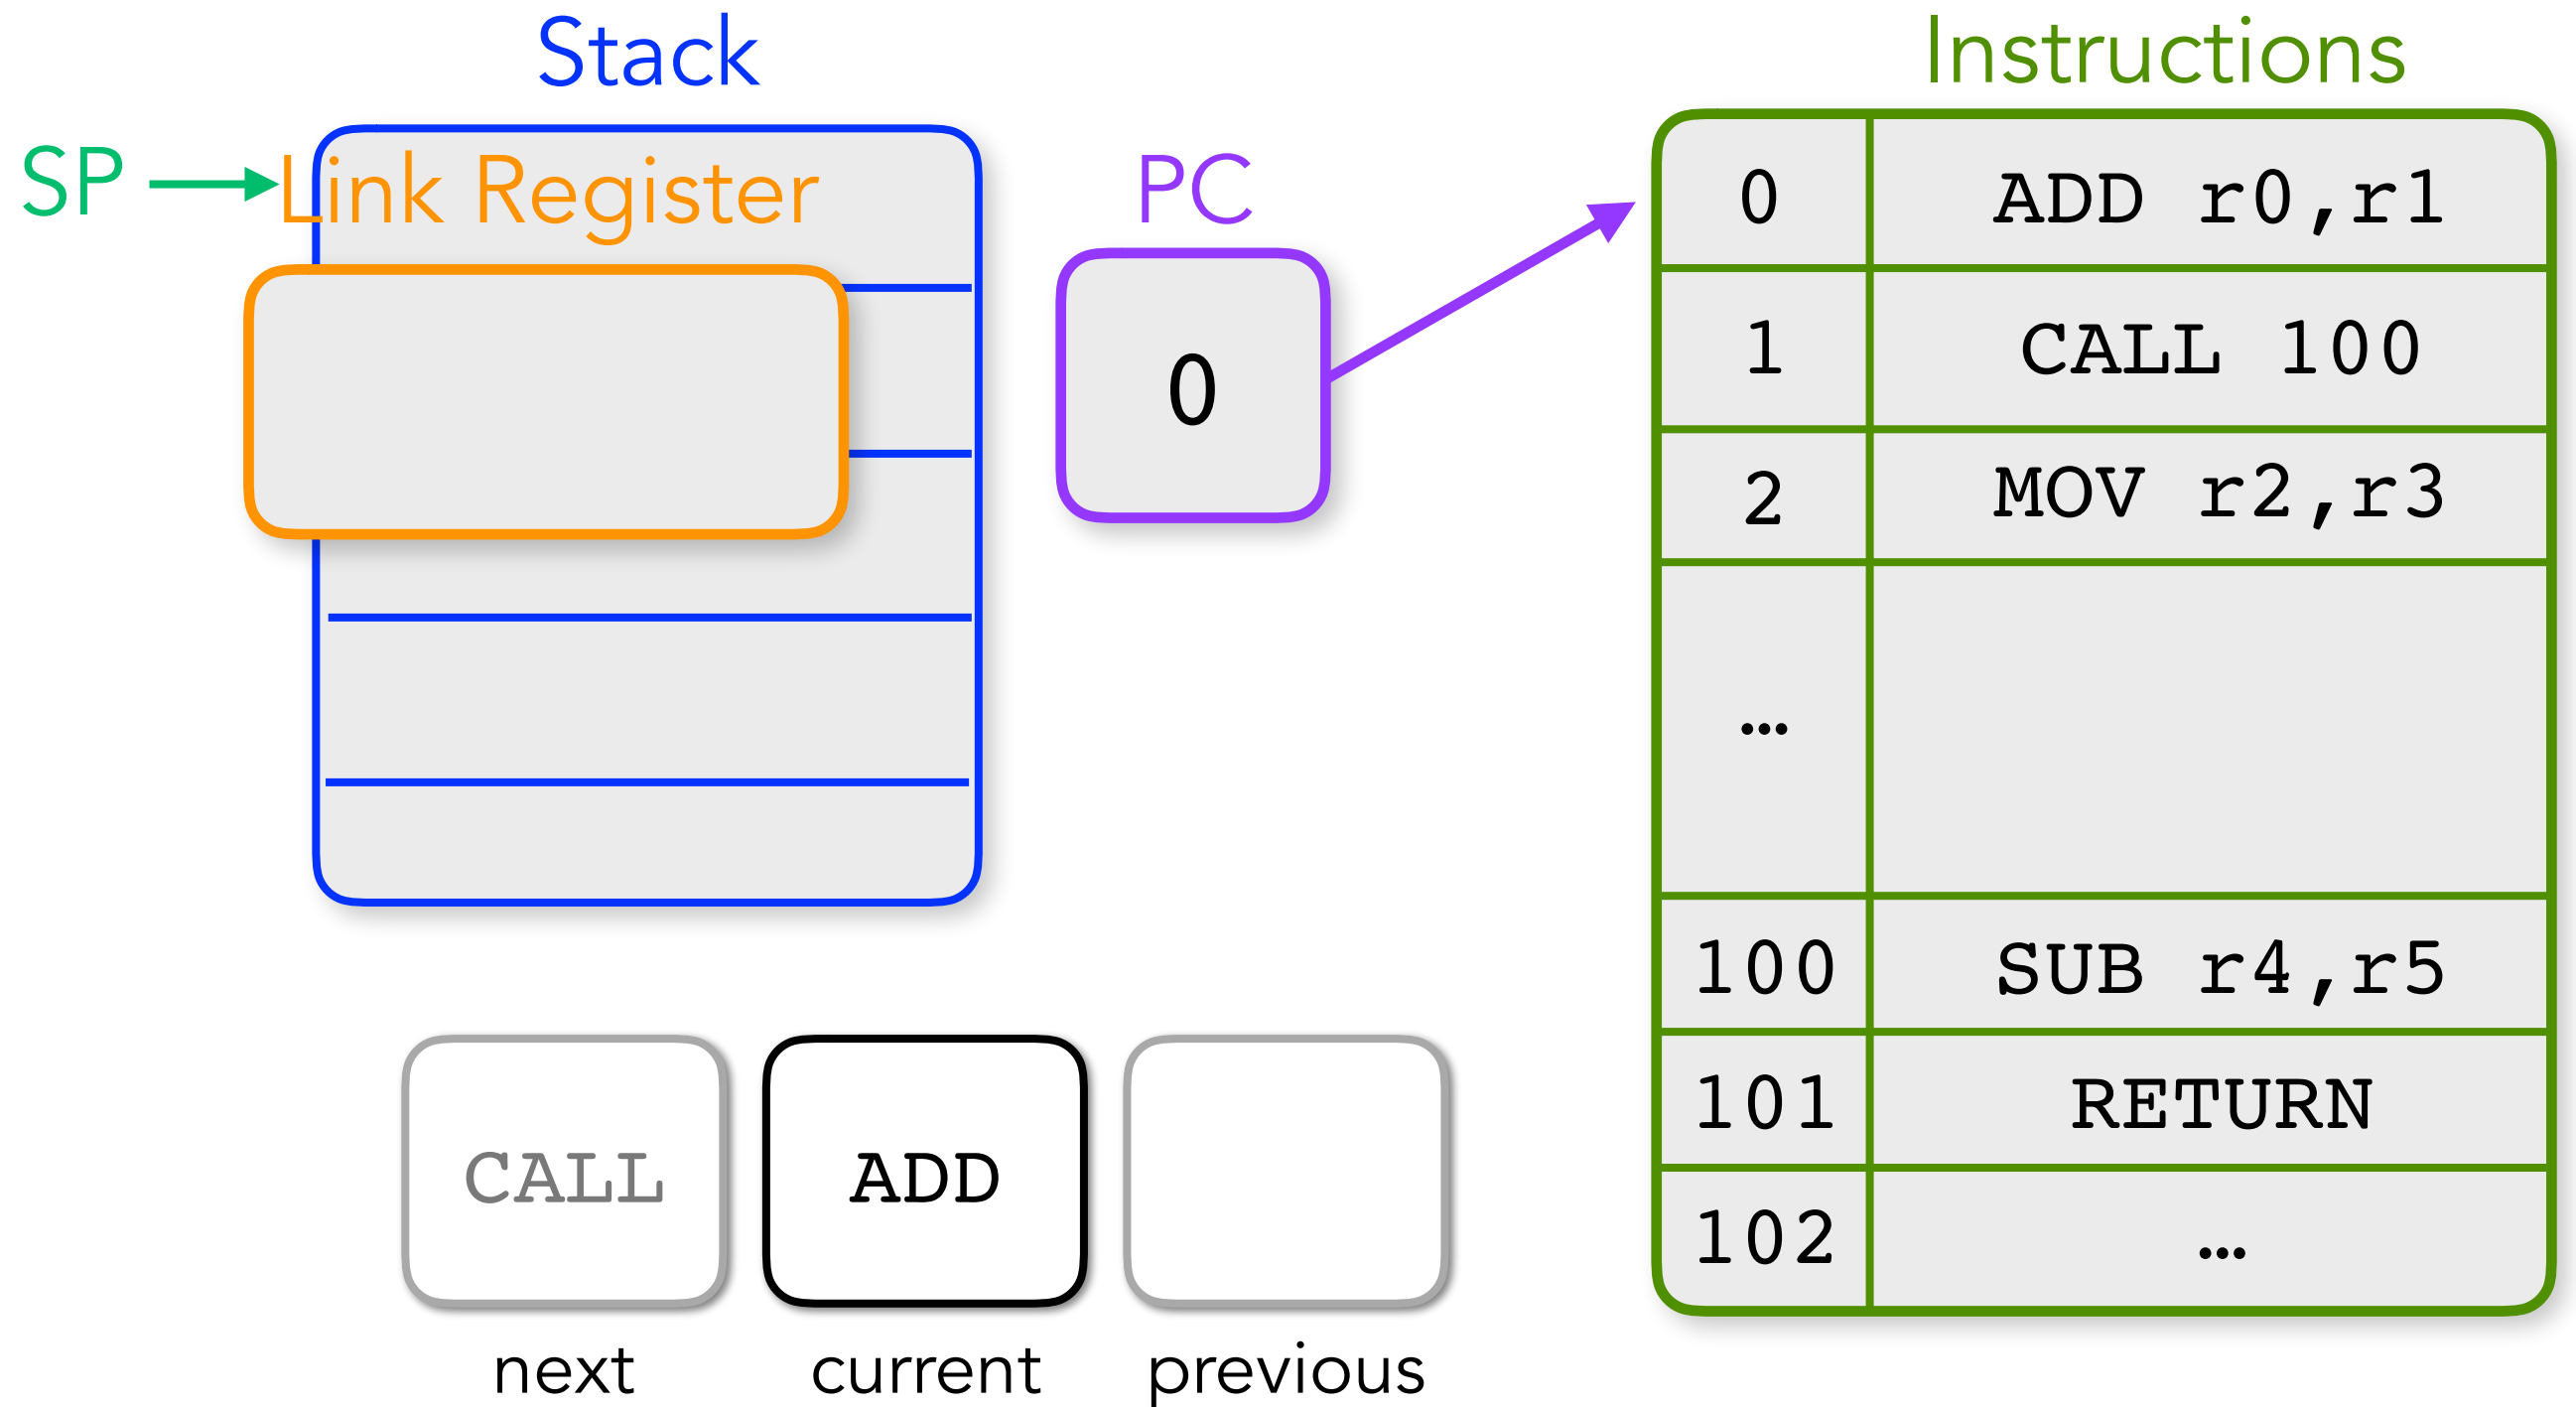 Stack
SP
Link Register
PC
0
Instructions
0 ADD r0,r1
1 CALL 100
2 MOV r2,r3
…
100 SUB r4,r5
101 RETURN
102 …
CALL ADD
next current previous